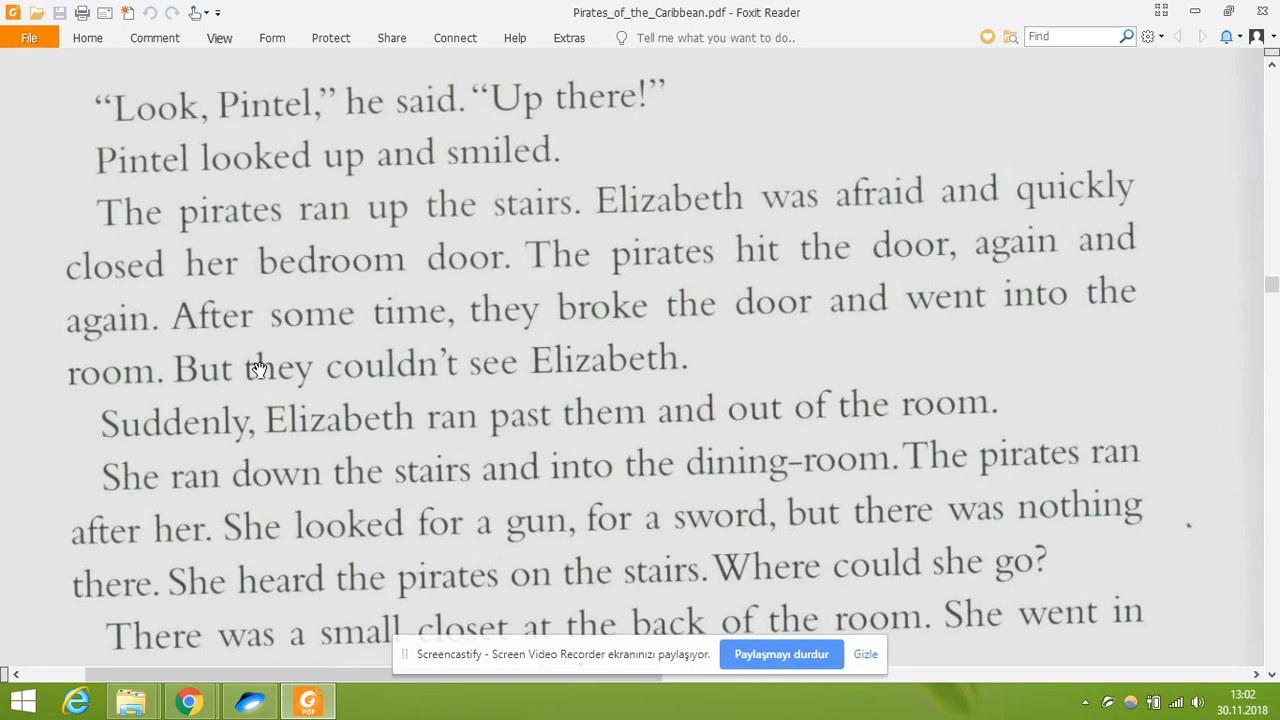 Pirates_of_the_Caribbean.pdf - Foxit Reader
File Home Comment View Form Protect Share Connect Help Extras Tell me what you want to do.. Find
“Look, Pintel,” he said. “Up there!”
Pintel looked up and smiled.
The pirates ran up the stairs. Elizabeth was afraid and quickly
closed her bedroom door. The pirates hit the door, again and
again. After some time, they broke the door and went into the
room. But they couldn’t see Elizabeth.
Suddenly, Elizabeth ran past them and out of the room.
She ran down the stairs and into the dining-room. The pirates ran
after her. She looked for a gun, for a sword, but there was nothing
there. She heard the pirates on the stairs. Where could she go?
There was a small closet at the back of the room. She went in
Screencastify - Screen Video Recorder ekranınızı paylaşıyor. Paylaşmayı durdur Gizle
PDF
13:02
30.11.2018